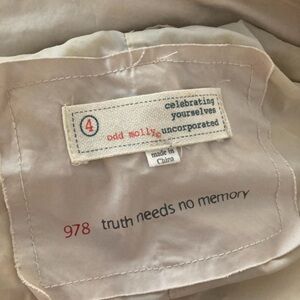 4
celebrating
yourselves
odd molly® uncorporated
made in
China
978 truth needs no memory